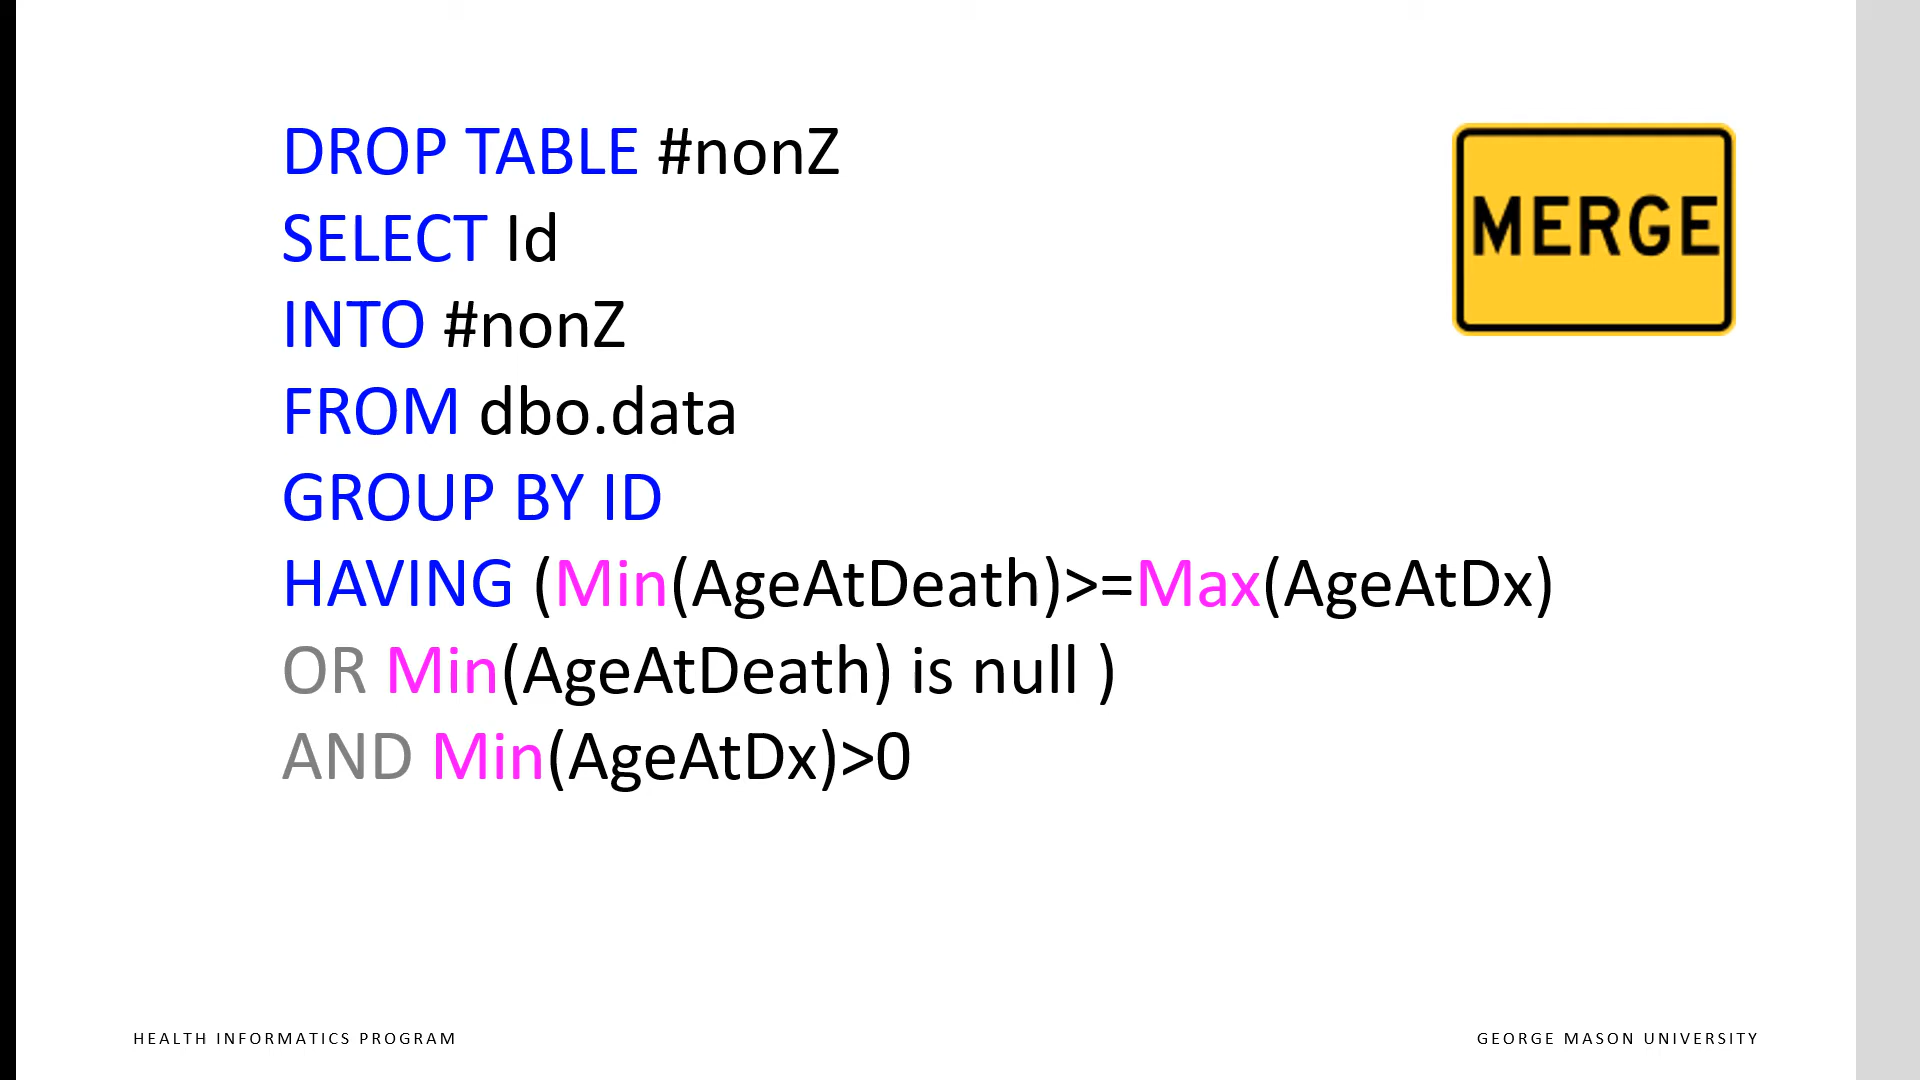 DROP TABLE #nonZ
SELECT Id
INTO #nonZ
FROM dbo.data
GROUP BY ID
HAVING (Min(AgeAtDeath)>=Max(AgeAtDx)
OR Min(AgeAtDeath) is null )
AND Min(AgeAtDx)>0
MERGE
HEALTH INFORMATICS PROGRAM
GEORGE MASON UNIVERSITY